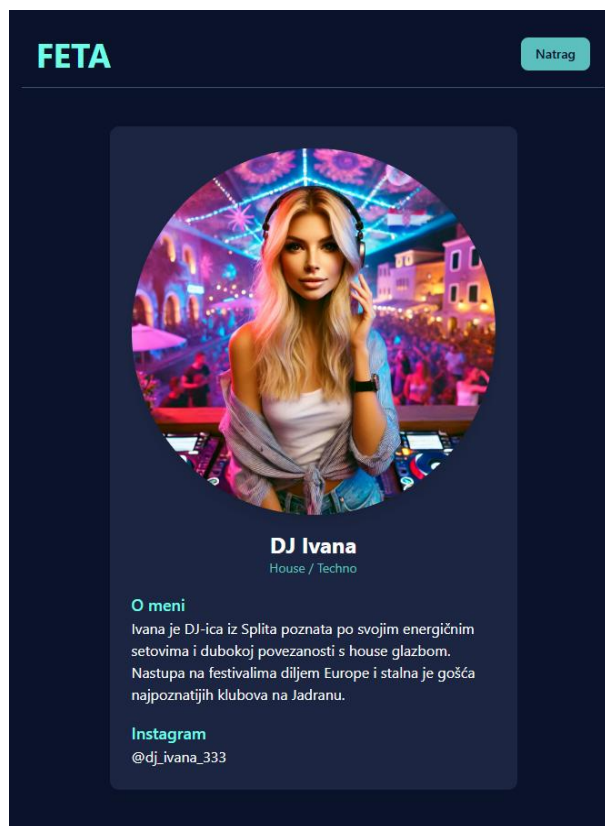 FETA
Natrag
DJ Ivana
House / Techno
O meni
Ivana je DJ-ica iz Splita poznata po svojim energičnim
setovima i dubokoj povezanosti s house glazbom.
Nastupa na festivalima diljem Europe i stalna je gošća
najpoznatijih klubova na Jadranu.
Instagram
@dj_ivana_333